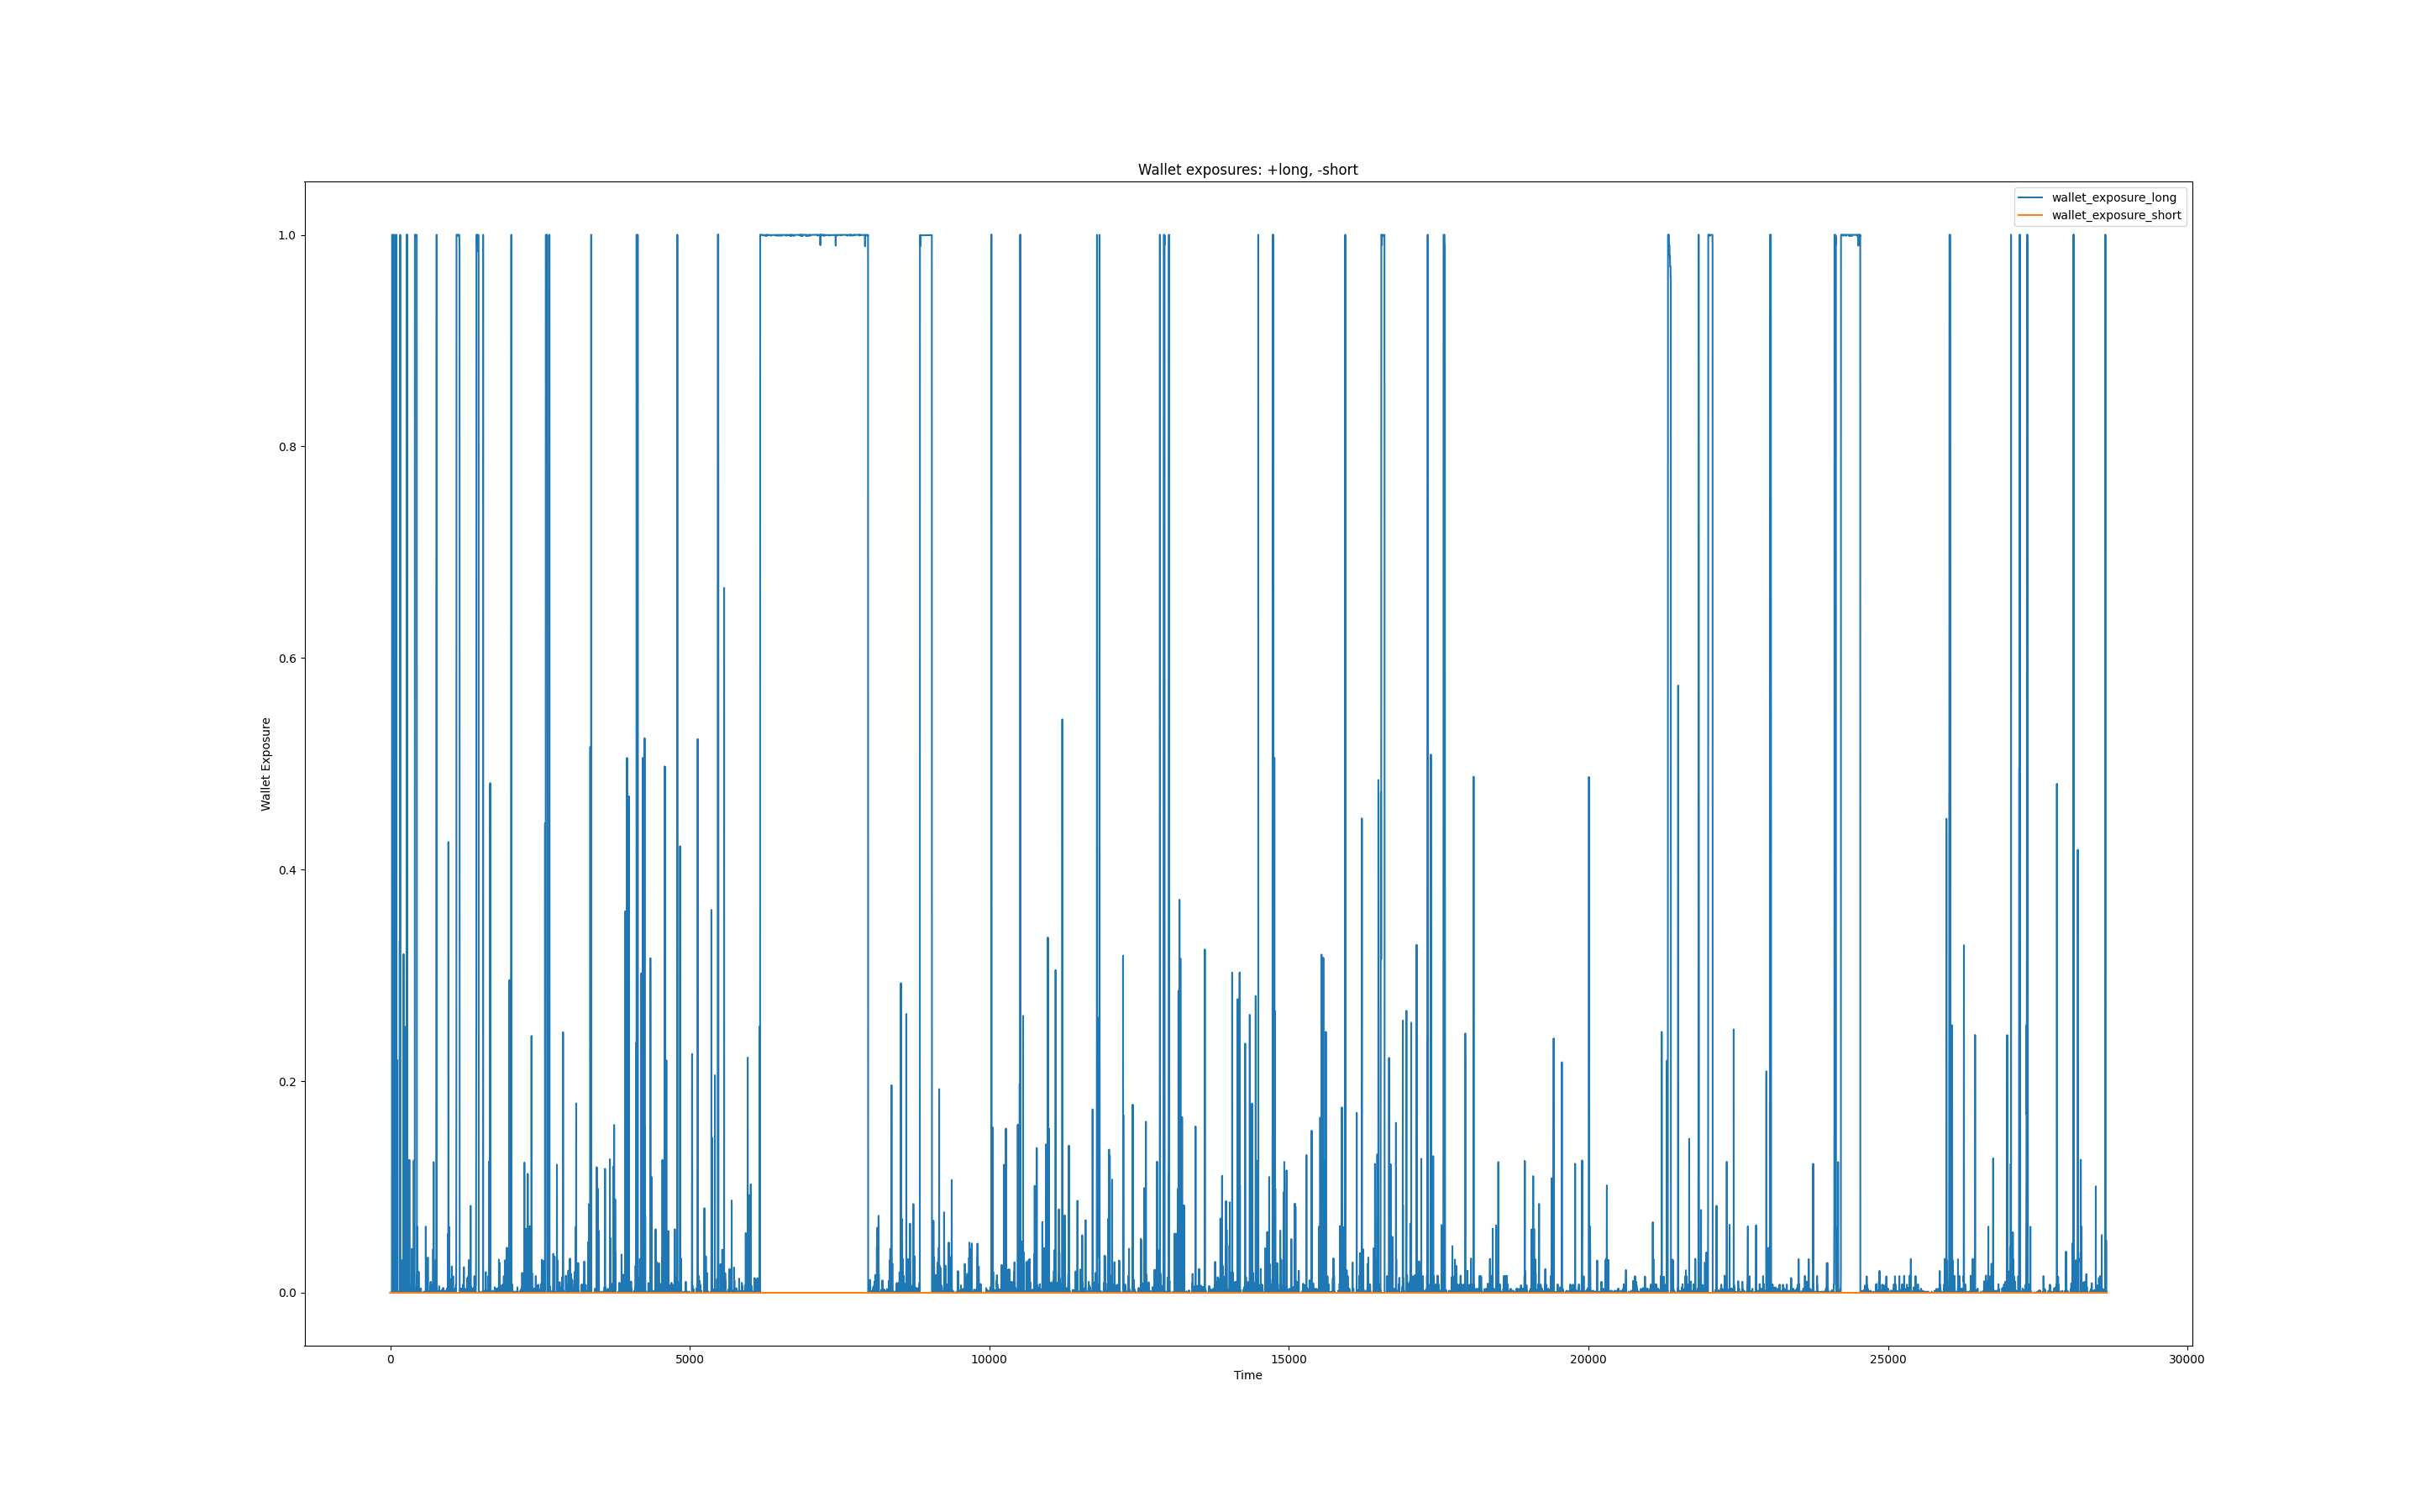 Wallet exposures: +long, -short
wallet_exposure_long
wallet_exposure_short
1.0
0.8
0.6
0.4
0.2
0.0
Wallet Exposure
0 5000 10000 15000 20000 25000 30000
Time